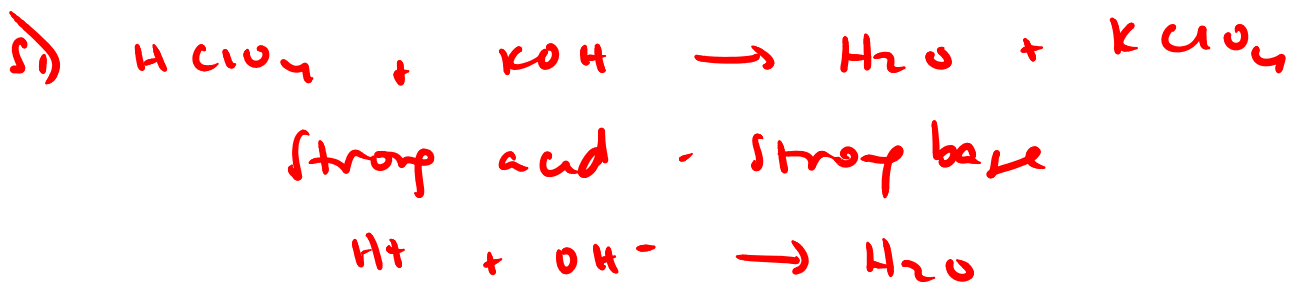 5) HClO₄ + KOH → H₂O + KClO₄
Strong acid - Strong base
H+ + OH⁻ → H₂O